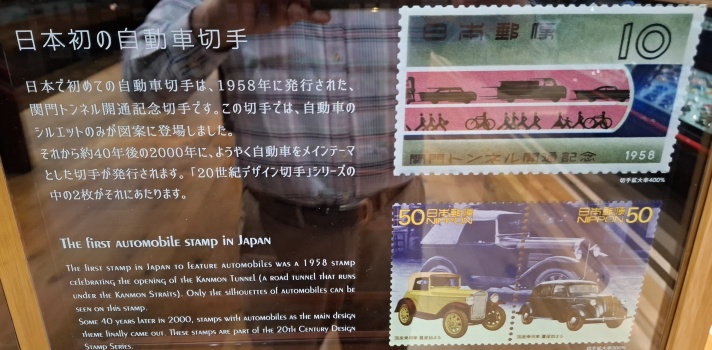 日本初の自動車切手
日本で初めての自動車切手は、1958年に発行された、
関門トンネル開通記念切手です。この切手では、自動車の
シルエットのみが図案に登場しました。
それから約40年後の2000年に、ようやく自動車をメインテーマ
とした切手が発行されます。「20世紀デザイン切手」シリーズの
中の2枚がそれにあたります。
The first automobile stamp in Japan
The first stamp in Japan to feature automobiles was a 1958 stamp
celebrating the opening of the Kanmon Tunnel (a road tunnel that runs
under the Kanmon Straits). Only the silhouettes of automobiles can be
seen on this stamp.
Some 40 years later in 2000, stamps with automobiles as the main design
theme finally came out. These stamps are part of the 20th Century Design
Stamp Series.
日本郵便 10
関門トンネル開通記念 1958
切手拡大率400%
50 日本郵便 NIPPON
日本郵便 NIPPON 50